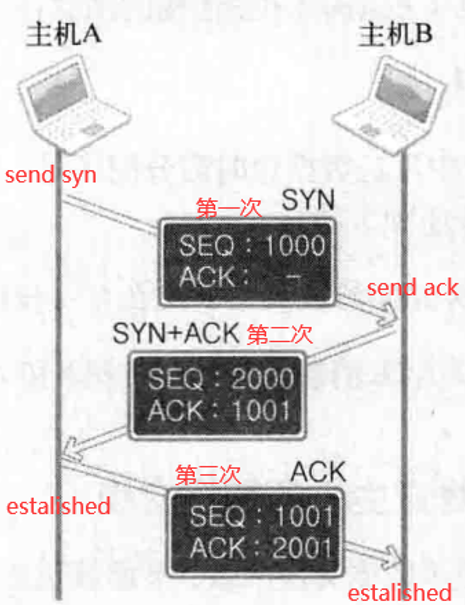 主机A
主机B
send syn
第一次 SYN
SEQ : 1000
ACK : -
send ack
SYN+ACK 第二次
SEQ : 2000
ACK : 1001
第三次 ACK
estalished
SEQ : 1001
ACK : 2001
estalished